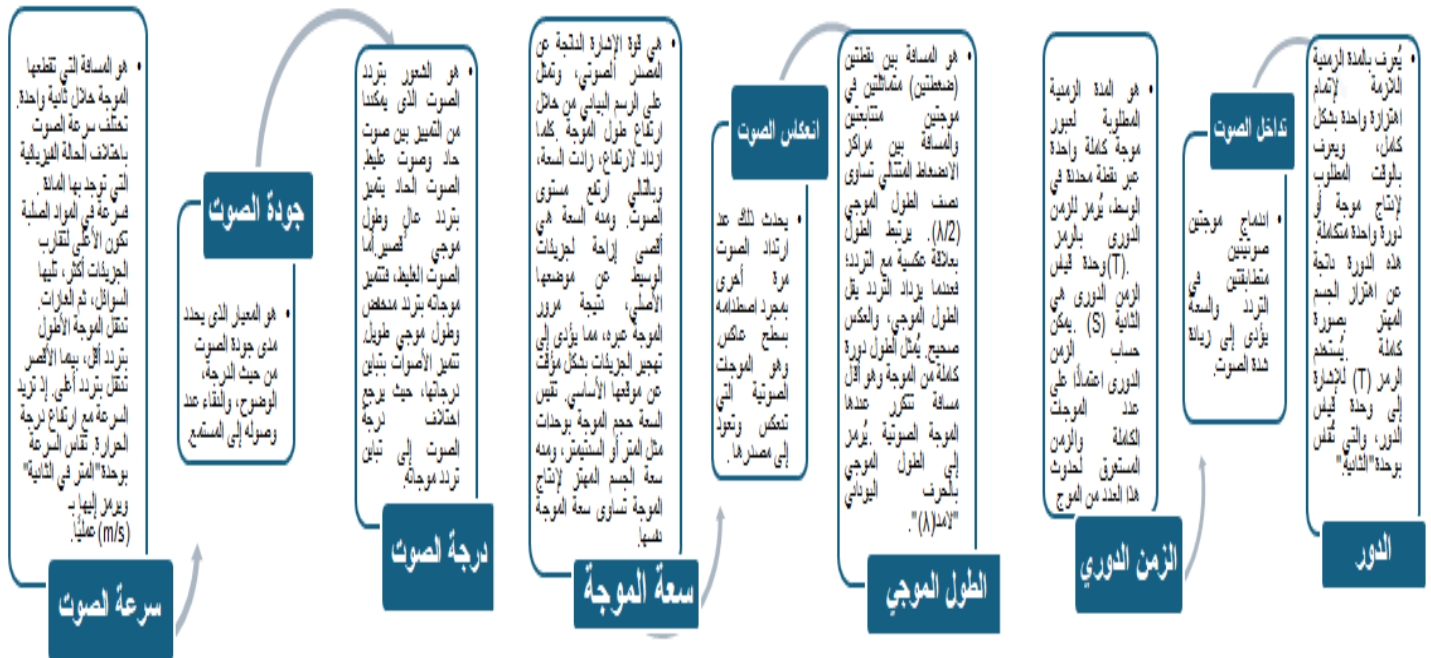 يُعرف بالمدة الزمنية
اللازمة لإتمام
اهتزازة واحدة بشكل
كامل، ويعرف
بالوقت المطلوب
لإنتاج موجة أو
دورة واحدة متكاملة.
هذه الدورة ناتجة
عن اهتزاز الجسم
المهتز بصورة
كاملة. يُستخدم
الرمز (T) للإشارة
إلى وحدة قياس
الدور، والتي تُقاس
بوحدة "الثانية"
الدور
تداخل الصوت
اندماج موجتين
صوتيتين
متطابقتين في
التردد والسعة
يؤدى إلى زيادة
شدة الصوت.
هو المدة الزمنية
المطلوبة لعبور
موجة كاملة واحدة
عبر نقطة محددة في
الوسط، يُرمز للزمن
الدورى بالرمز
(T). وحدة قياس
الزمن الدورى هي
الثانية (S). يمكن
حساب الزمن
الدورى اعتمادًا على
عدد الموجات
الكاملة والزمن
المستغرق لحدوث
هذا العدد من الموج
الزمن الدوري
هو المسافة بين نقطتين
(ضغطتين) متماثلتين في
موجتين متتابعتين
والمسافة بين مراكز
الانضغاط المتتالي تساوى
نصف الطول الموجي
(λ/2). يرتبط الطول
بعلاقة عكسية مع التردد؛
فعندما يزداد التردد يقل
الطول الموجي، والعكس
صحيح. يُمثل الطول دورة
كاملة من الموجة وهو أقل
مسافة تتكرر عندها
الموجة الصوتية. يُرمز
إلى الطول الموجي
بالحرف اليوناني
"لامدا(λ)".
الطول الموجي
انعكاس الصوت
يحدث ذلك عند
ارتداد الصوت
مرة أخرى
بمجرد اصطدامه
بسطح عاكس.
وهو الموجات
الصوتية التي
تنعكس وتعود
إلى مصدرها.
هي قوة الإشارة الناتجة عن
المصدر الصوتي، وتمثل
على الرسم البياني من خلال
ارتفاع طول الموجة. كلما
ازداد لارتفاع، زادت السعة،
وبالتالي ارتفع مستوى
الصوت. ومنه السعة هي
أقصى إزاحة لجزيئات
الوسيط عن موضعها
الأصلي، نتيجة مرور
الموجة عبره، مما يؤدى إلى
تهجير الجزيئات بشكل مؤقت
عن موقعها الأساسي. تقيس
السعة حجم الموجة بوحدات
مثل المتر أو السنتيمتر، ومنه
سعة الجسم المهتز لإنتاج
الموجة تساوى سعة الموجة
نفسها.
سعة الموجة
هو الشعور بتردد
الصوت الذى يمكننا
من التمييز بين صوت
حاد وصوت غليظ.
الصوت الحاد يتميز
بتردد عالٍ وطول
موجي قصير.أما
الصوت الغليظ، فتتميز
موجاته بتردد منخفض
وطول موجي طويل.
تتميز الأصوات بتباين
درجاتها، حيث يرجع
اختلاف درجة
الصوت إلى تباين
تردد موجاته.
درجة الصوت
جودة الصوت
هو المعيار الذى يحدد
مدى جودة الصوت
من حيث الدرجة،
الوضوح، والنقاء عند
وصوله إلى المستمع.
هو المسافة التي تقطعها
الموجة خلال ثانية واحدة.
تختلف سرعة الصوت
باختلاف الحالة الفيزيائية
التي توجد بها المادة.
فسرعة في المواد الصلبة
تكون الأعلى لتقارب
الجزيئات أكثر، تليها
السوائل، ثم الغازات.
تنتقل الموجة الأطول
بتردد أقل، بينما الأقصر
تنتقل بتردد أعلى. إذ تزيد
السرعة مع ارتفاع درجة
الحرارة. تقاس السرعة
بوحدة "المتر في الثانية"
ويرمز إليها بـ
(m/s) عمليًا.
سرعة الصوت